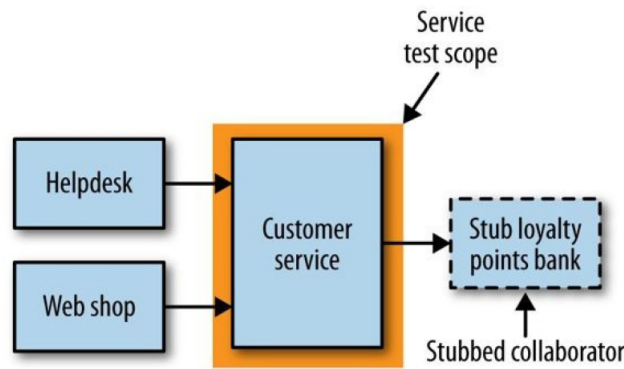 Service
test scope
Helpdesk
Customer
service
Stub loyalty
points bank
Web shop
Stubbed collaborator